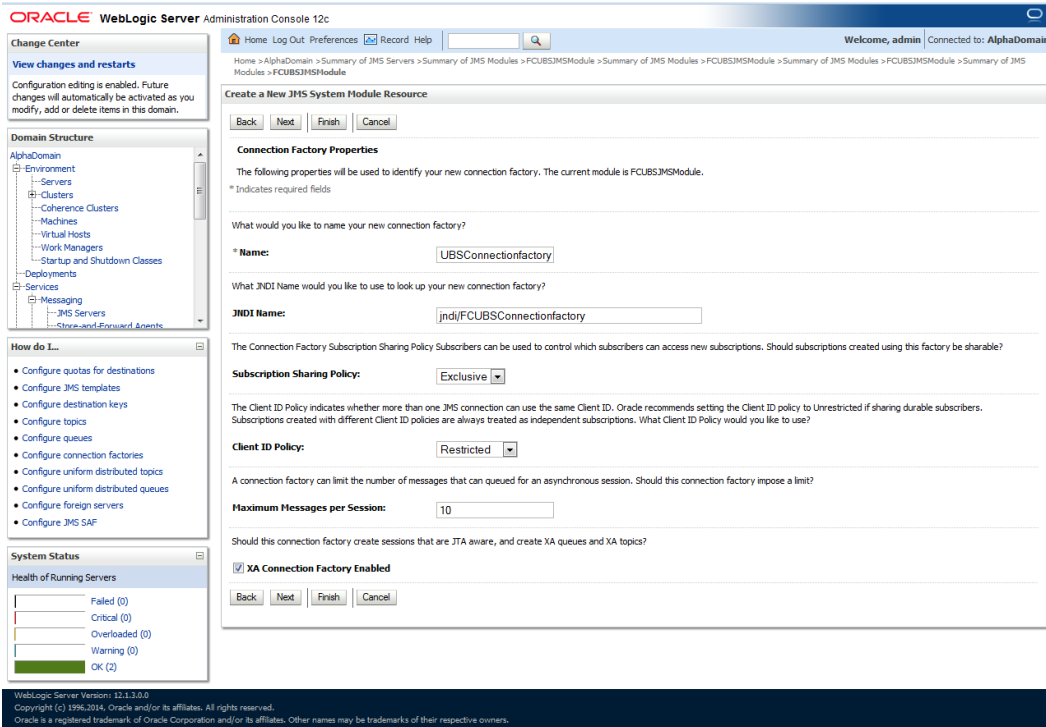 ORACLE WebLogic Server Administration Console 12c
Change Center
View changes and restarts
Configuration editing is enabled. Future
changes will automatically be activated as you
modify, add or delete items in this domain.
Domain Structure
AlphaDomain
Environment
Servers
Clusters
Coherence Clusters
Machines
Virtual Hosts
Work Managers
Startup and Shutdown Classes
Deployments
Services
Messaging
JMS Servers
Store-and-Forward Agents
How do I...
Configure quotas for destinations
Configure JMS templates
Configure destination keys
Configure topics
Configure queues
Configure connection factories
Configure uniform distributed topics
Configure uniform distributed queues
Configure foreign servers
Configure JMS SAF
System Status
Health of Running Servers
Failed (0)
Critical (0)
Overloaded (0)
Warning (0)
OK (2)
Home Log Out Preferences Record Help
Welcome, admin Connected to: AlphaDomain
Home >AlphaDomain >Summary of JMS Servers >Summary of JMS Modules >FCUBSJMSModule >Summary of JMS Modules >FCUBSJMSModule >Summary of JMS Modules >FCUBSJMSModule >Summary of JMS
Modules >FCUBSJMSModule
Create a New JMS System Module Resource
Back Next Finish Cancel
Connection Factory Properties
The following properties will be used to identify your new connection factory. The current module is FCUBSJMSModule.
* Indicates required fields
What would you like to name your new connection factory?
* Name: UBSConnectionfactory
What JNDI Name would you like to use to look up your new connection factory?
JNDI Name: jndi/FCUBSConnectionfactory
The Connection Factory Subscription Sharing Policy Subscribers can be used to control which subscribers can access new subscriptions. Should subscriptions created using this factory be sharable?
Subscription Sharing Policy: Exclusive
The Client ID Policy indicates whether more than one JMS connection can use the same Client ID. Oracle recommends setting the Client ID policy to Unrestricted if sharing durable subscribers.
Subscriptions created with different Client ID policies are always treated as independent subscriptions. What Client ID Policy would you like to use?
Client ID Policy: Restricted
A connection factory can limit the number of messages that can queued for an asynchronous session. Should this connection factory impose a limit?
Maximum Messages per Session: 10
Should this connection factory create sessions that are JTA aware, and create XA queues and XA topics?
XA Connection Factory Enabled
Back Next Finish Cancel
WebLogic Server Version: 12.1.3.0.0
Copyright (c) 1996,2014, Oracle and/or its affiliates. All rights reserved.
Oracle is a registered trademark of Oracle Corporation and/or its affiliates. Other names may be trademarks of their respective owners.